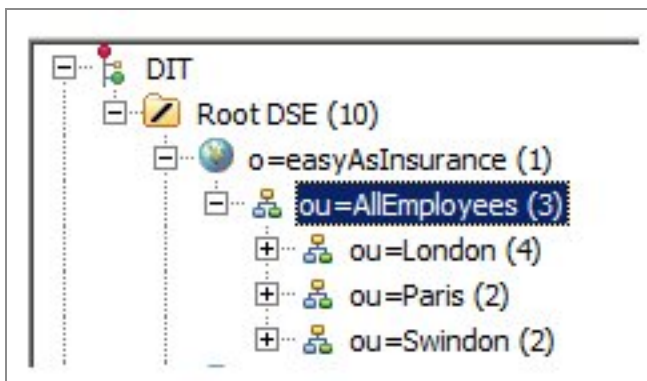 DIT
Root DSE (10)
o=easyAsInsurance (1)
ou=AllEmployees (3)
ou=London (4)
ou=Paris (2)
ou=Swindon (2)